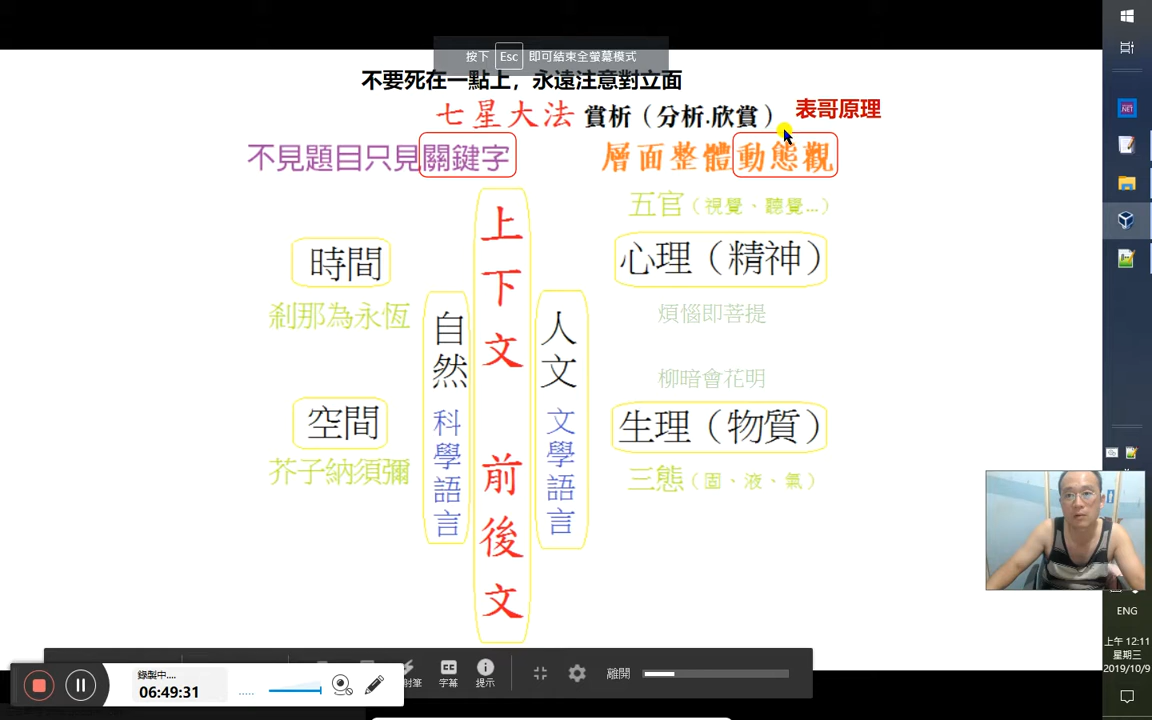 按下 Esc 即可結束全螢幕模式
不要死在一點上，永遠注意對立面
七星大法 賞析（分析.欣賞）
表哥原理
不見題目只見關鍵字
層面整體動態觀
五官（視覺、聽覺...）
時間
心理（精神）
剎那為永恆
煩惱即菩提
上下文 前後文
自然 科學語言
人文 文學語言
柳暗會花明
空間
生理（物質）
芥子納須彌
三態（固、液、氣）
錄製中....
06:49:31
射筆
字幕
提示
離開
ENG
上午 12:11
星期三
2019/10/9